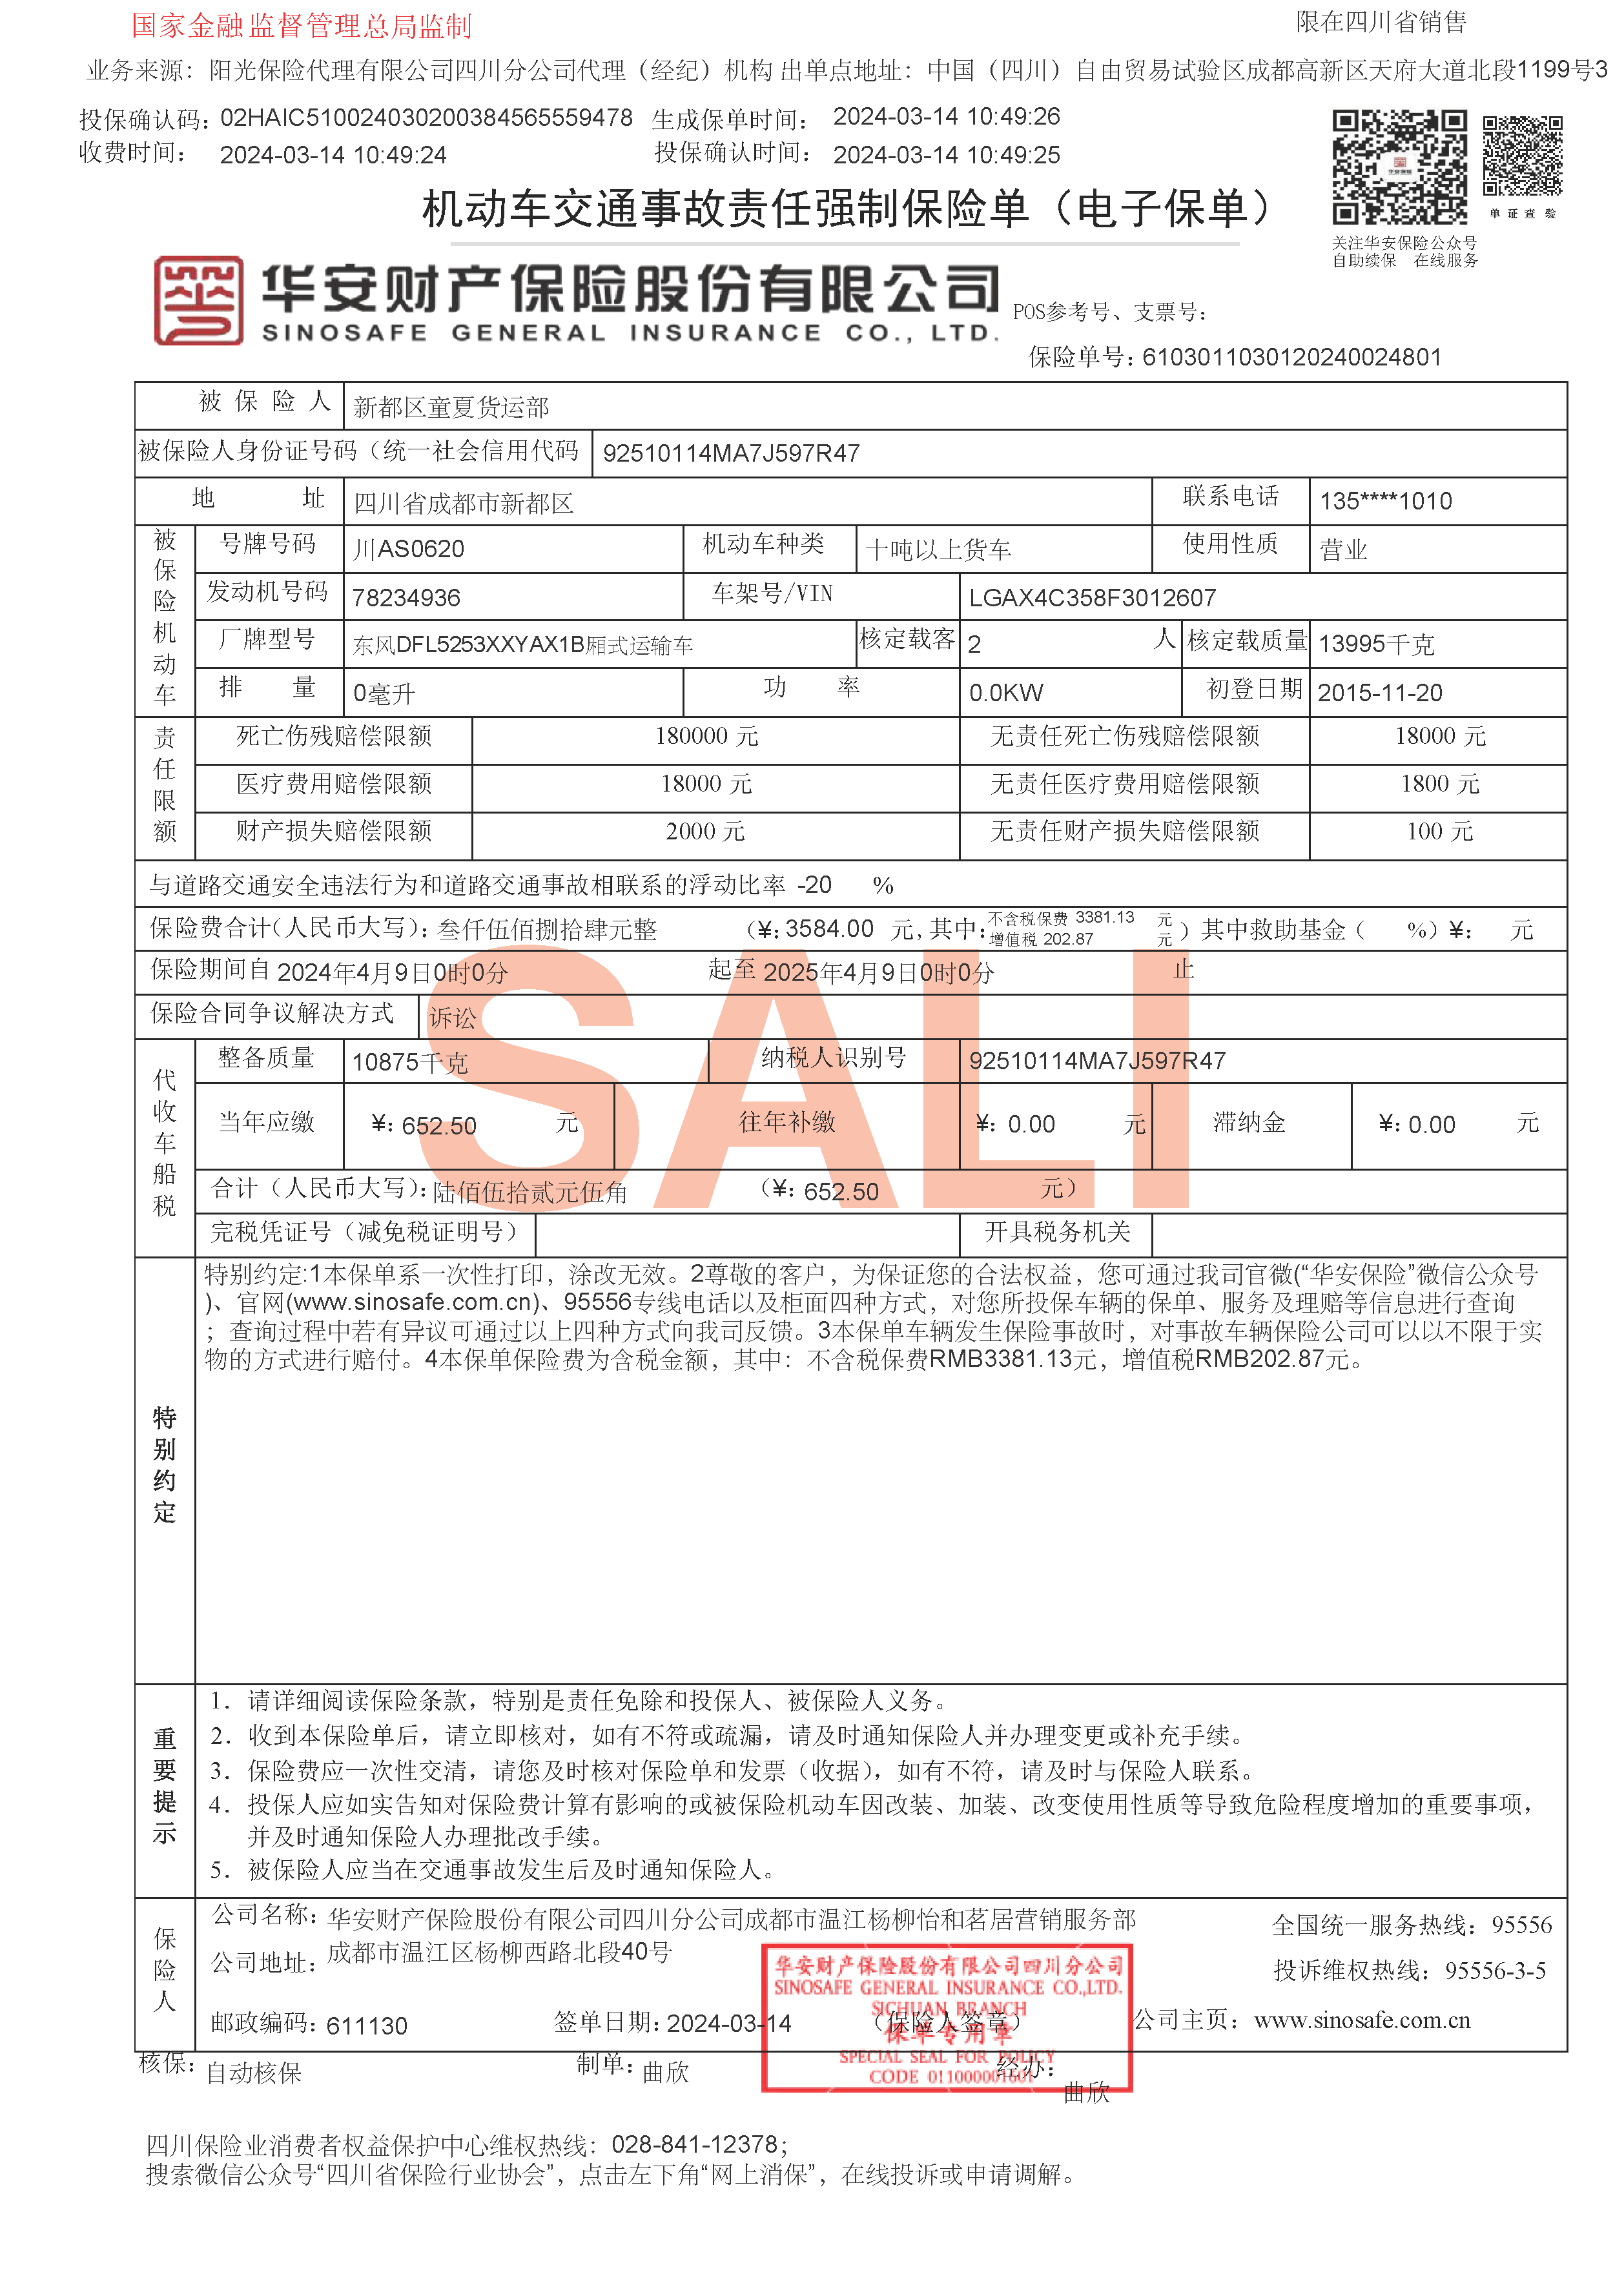 国家金融监督管理总局监制
限在四川省销售
业务来源：阳光保险代理有限公司四川分公司代理（经纪）机构 出单点地址：中国（四川）自由贸易试验区成都高新区天府大道北段1199号3
投保确认码：02HAIC510024030200384565559478 生成保单时间： 2024-03-14 10:49:26
收费时间： 2024-03-14 10:49:24 投保确认时间： 2024-03-14 10:49:25
机动车交通事故责任强制保险单（电子保单）
单 证 查 验
关注华安保险公众号
自助续保 在线服务
华安财产保险股份有限公司
SINOSAFE GENERAL INSURANCE CO., LTD.
POS参考号、支票号：
保险单号：6103011030120240024801
被 保 险 人 新都区童夏货运部
被保险人身份证号码（统一社会信用代码 92510114MA7J597R47
地 址 四川省成都市新都区 联系电话 135****1010
被保险机动车
号牌号码 川AS0620 机动车种类 十吨以上货车 使用性质 营业
发动机号码 78234936 车架号/VIN LGAX4C358F3012607
厂牌型号 东风DFL5253XXYAX1B厢式运输车 核定载客 2 人 核定载质量 13995千克
排 量 0毫升 功 率 0.0KW 初登日期 2015-11-20
责任限额
死亡伤残赔偿限额 180000 元 无责任死亡伤残赔偿限额 18000 元
医疗费用赔偿限额 18000 元 无责任医疗费用赔偿限额 1800 元
财产损失赔偿限额 2000 元 无责任财产损失赔偿限额 100 元
与道路交通安全违法行为和道路交通事故相联系的浮动比率 -20 %
保险费合计(人民币大写)：叁仟伍佰捌拾肆元整 （¥：3584.00 元，其中：不含税保费 3381.13 元 增值税 202.87 元 ）其中救助基金（ %）¥： 元
保险期间自 2024年4月9日0时0分 起至 2025年4月9日0时0分 止
保险合同争议解决方式 诉讼
SALI
代收车船税
整备质量 10875千克 纳税人识别号 92510114MA7J597R47
当年应缴 ¥：652.50 元 往年补缴 ¥：0.00 元 滞纳金 ¥：0.00 元
合计（人民币大写)：陆佰伍拾贰元伍角 （¥：652.50 元）
完税凭证号（减免税证明号） 开具税务机关
特别约定
特别约定:1本保单系一次性打印，涂改无效。2尊敬的客户，为保证您的合法权益，您可通过我司官微(“华安保险”微信公众号
)、官网(www.sinosafe.com.cn)、95556专线电话以及柜面四种方式，对您所投保车辆的保单、服务及理赔等信息进行查询
；查询过程中若有异议可通过以上四种方式向我司反馈。3本保单车辆发生保险事故时，对事故车辆保险公司可以以不限于实
物的方式进行赔付。4本保单保险费为含税金额，其中：不含税保费RMB3381.13元，增值税RMB202.87元。
重要提示
1．请详细阅读保险条款，特别是责任免除和投保人、被保险人义务。
2．收到本保险单后，请立即核对，如有不符或疏漏，请及时通知保险人并办理变更或补充手续。
3．保险费应一次性交清，请您及时核对保险单和发票（收据），如有不符，请及时与保险人联系。
4．投保人应如实告知对保险费计算有影响的或被保险机动车因改装、加装、改变使用性质等导致危险程度增加的重要事项，
并及时通知保险人办理批改手续。
5．被保险人应当在交通事故发生后及时通知保险人。
保险人
公司名称：华安财产保险股份有限公司四川分公司成都市温江杨柳怡和茗居营销服务部 全国统一服务热线：95556
公司地址：成都市温江区杨柳西路北段40号 投诉维权热线：95556-3-5
邮政编码：611130 签单日期：2024-03-14 （保险人签章） 公司主页：www.sinosafe.com.cn
华安财产保险股份有限公司四川分公司
SINOSAFE GENERAL INSURANCE CO.,LTD.
SICHUAN BRANCH
保单专用章
SPECIAL SEAL FOR POLICY
CODE 011000001601
核保：自动核保 制单：曲欣 经办：曲欣
四川保险业消费者权益保护中心维权热线：028-841-12378；
搜索微信公众号“四川省保险行业协会”，点击左下角“网上消保”，在线投诉或申请调解。